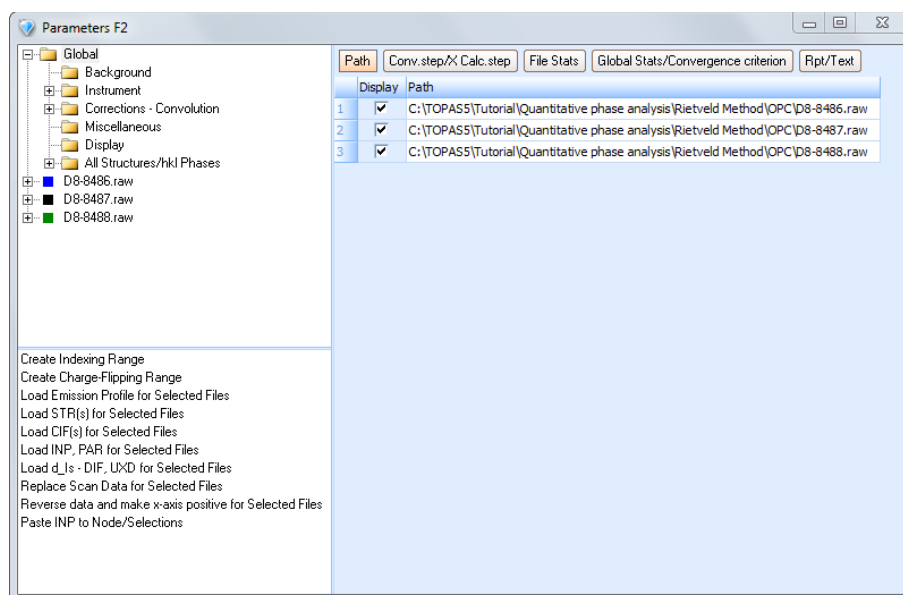 Parameters F2
Global
Background
Instrument
Corrections - Convolution
Miscellaneous
Display
All Structures/hkl Phases
D8-8486.raw
D8-8487.raw
D8-8488.raw
Create Indexing Range
Create Charge-Flipping Range
Load Emission Profile for Selected Files
Load STR(s) for Selected Files
Load CIF(s) for Selected Files
Load INP, PAR for Selected Files
Load d_Is - DIF, UXD for Selected Files
Replace Scan Data for Selected Files
Reverse data and make x-axis positive for Selected Files
Paste INP to Node/Selections
Path Conv.step/X Calc.step File Stats Global Stats/Convergence criterion Rpt/Text
Display Path
1 C:\TOPAS5\Tutorial\Quantitative phase analysis\Rietveld Method\OPC\D8-8486.raw
2 C:\TOPAS5\Tutorial\Quantitative phase analysis\Rietveld Method\OPC\D8-8487.raw
3 C:\TOPAS5\Tutorial\Quantitative phase analysis\Rietveld Method\OPC\D8-8488.raw